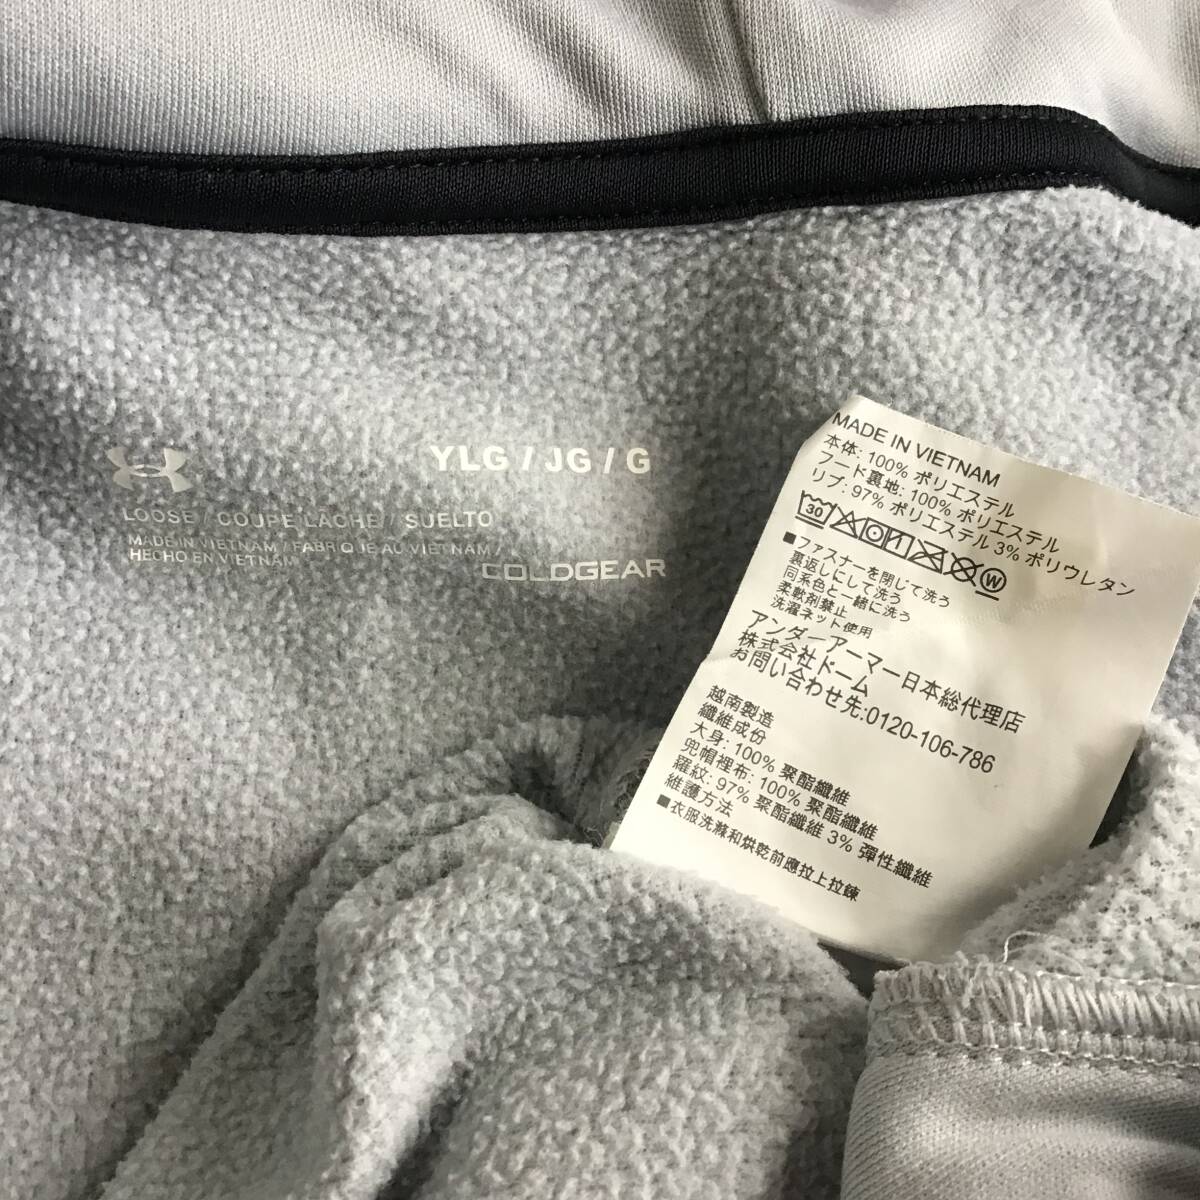 YLG / JG / G
LOOSE / COUPE LACHE / SUELTO
MADE IN VIETNAM / FABRIQUE AU VIETNAM /
HECHO EN VIETNAM
COLDGEAR
MADE IN VIETNAM
本体: 100% ポリエステル
フード裏地: 100% ポリエステル
リブ: 97% ポリエステル 3% ポリウレタン
30 W
■ファスナーを閉じて洗う
裏返しにして洗う
同系色と一緒に洗う
柔軟剤禁止
洗濯ネット使用
アンダーアーマー日本総代理店
株式会社ドーム
お問い合わせ先:0120-106-786
越南製造
纖維成份
大身: 100% 聚酯纖維
兜帽裡布: 100% 聚酯纖維
羅紋: 97% 聚酯纖維 3% 彈性纖維
維護方法
■衣服洗滌和烘乾前應拉上拉鍊